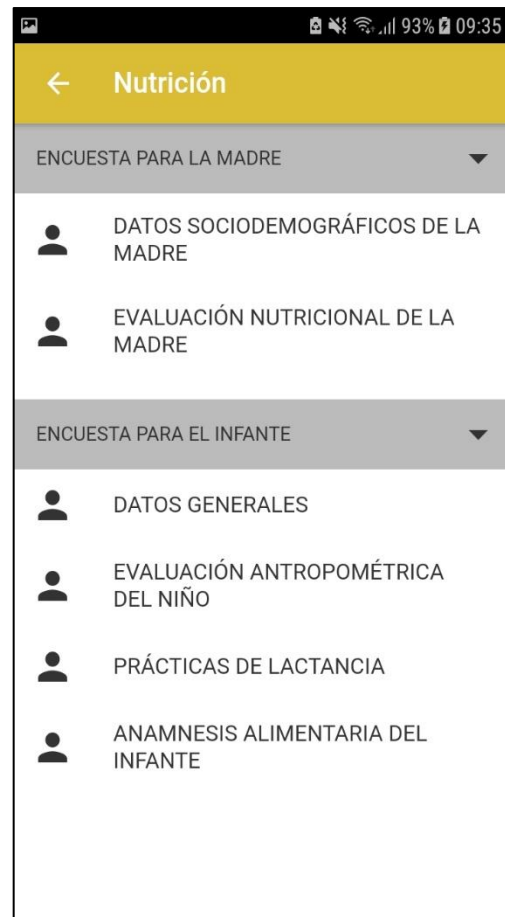 93% 09:35
Nutrición
ENCUESTA PARA LA MADRE
DATOS SOCIODEMOGRÁFICOS DE LA
MADRE
EVALUACIÓN NUTRICIONAL DE LA
MADRE
ENCUESTA PARA EL INFANTE
DATOS GENERALES
EVALUACIÓN ANTROPOMÉTRICA
DEL NIÑO
PRÁCTICAS DE LACTANCIA
ANAMNESIS ALIMENTARIA DEL
INFANTE